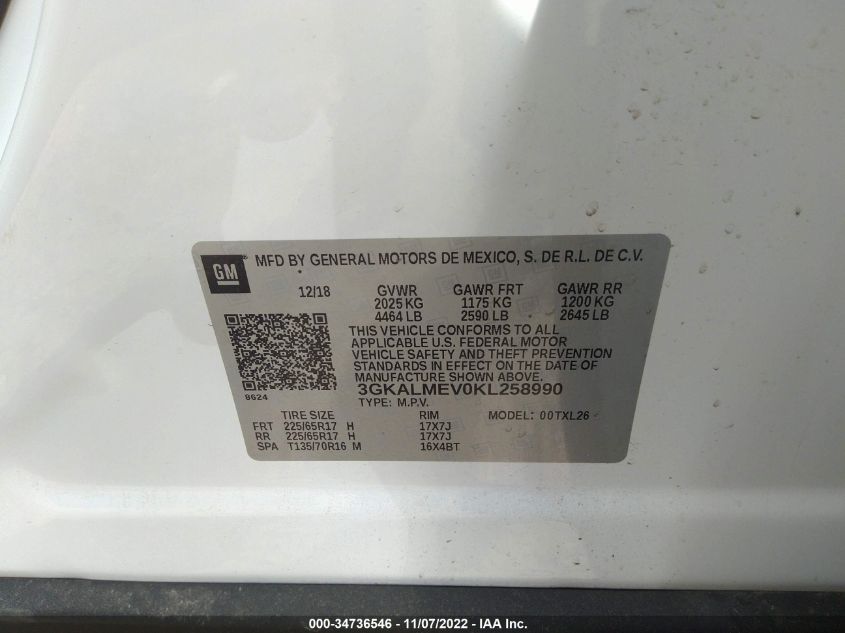 GM ® MFD BY GENERAL MOTORS DE MEXICO, S. DE R.L. DE C.V.
12/18 GVWR GAWR FRT GAWR RR
2025 KG 1175 KG 1200 KG
4464 LB 2590 LB 2645 LB
THIS VEHICLE CONFORMS TO ALL
APPLICABLE U.S. FEDERAL MOTOR
VEHICLE SAFETY AND THEFT PREVENTION
STANDARDS IN EFFECT ON THE DATE OF
MANUFACTURE SHOWN ABOVE.
8624 3GKALMEV0KL258990
TYPE: M.P.V.
TIRE SIZE RIM MODEL: 00TXL26
FRT 225/65R17 H 17X7J
RR 225/65R17 H 17X7J
SPA T135/70R16 M 16X4BT
000-34736546 - 11/07/2022 - IAA Inc.